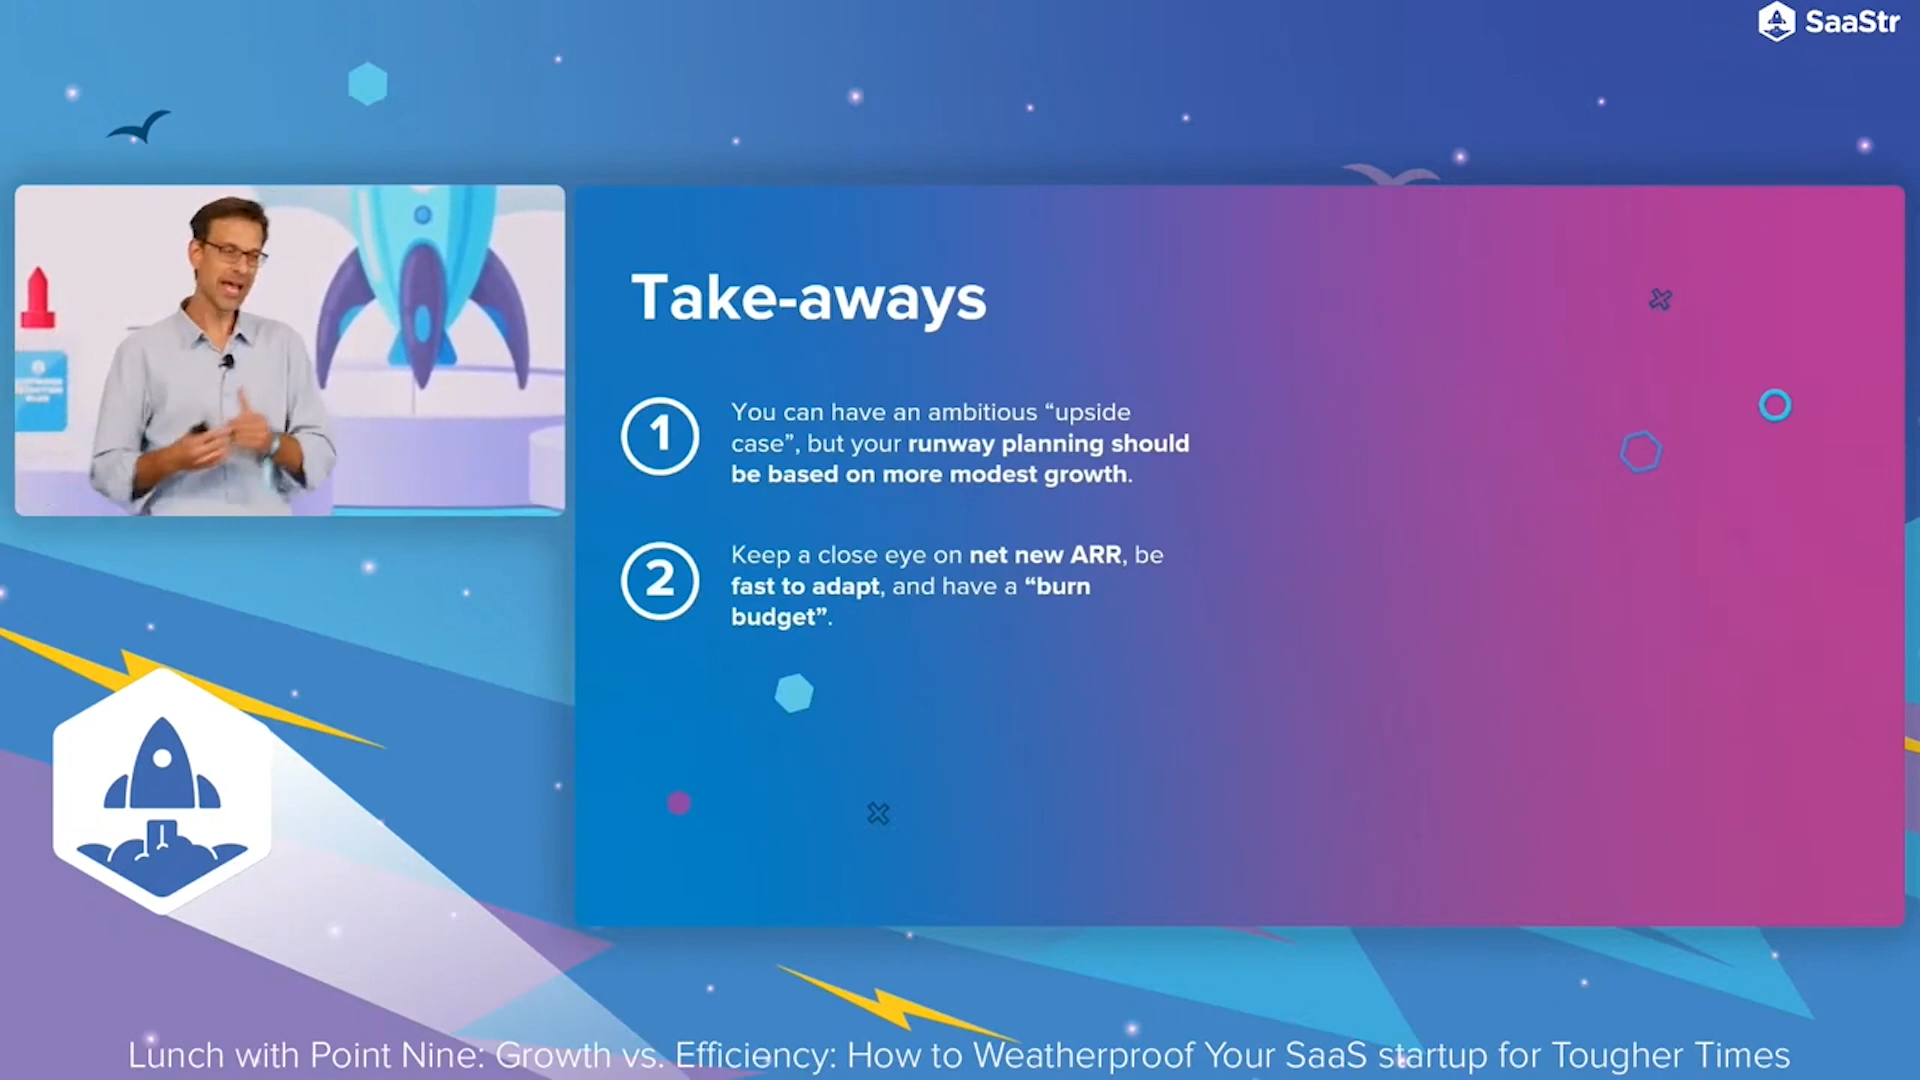 SaaStr
Take-aways
1
You can have an ambitious “upside
case”, but your runway planning should
be based on more modest growth.
2
Keep a close eye on net new ARR, be
fast to adapt, and have a “burn
budget”.
Lunch with Point Nine: Growth vs. Efficiency: How to Weatherproof Your SaaS startup for Tougher Times